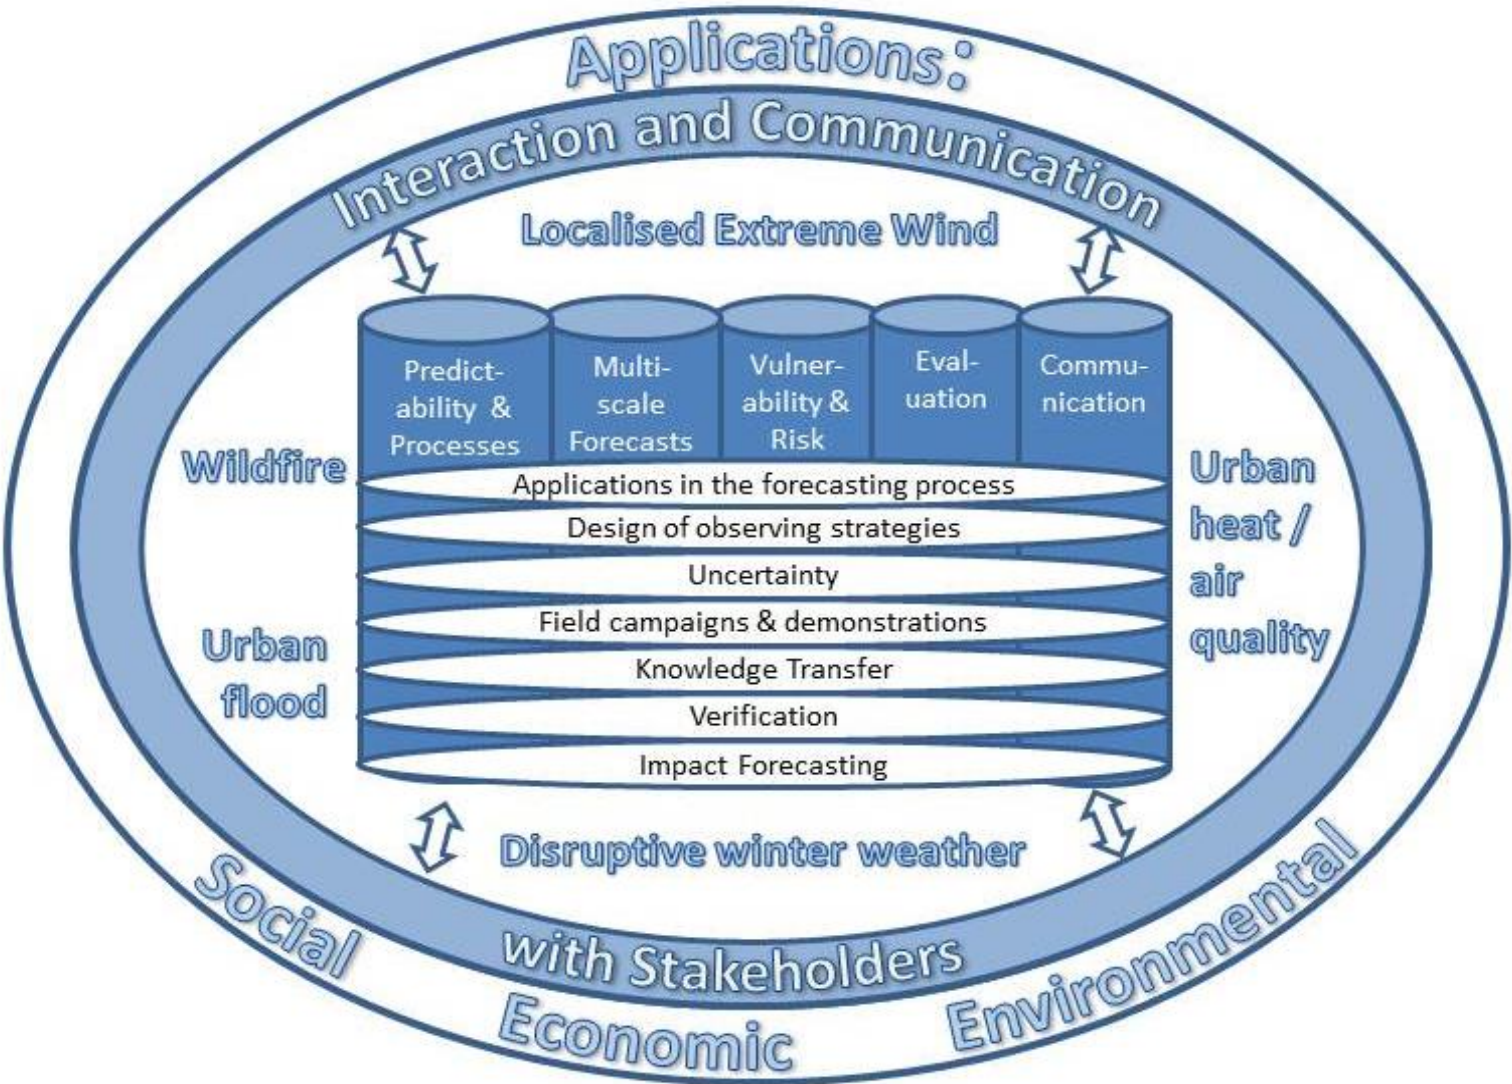 Applications:
Interaction and Communication
Localised Extreme Wind
Predict-
ability & 
Processes
Multi-
scale
Forecasts
Vulner-
ability &
Risk
Eval-
uation
Commu-
nication
Wildfire
Urban
flood
Applications in the forecasting process
Design of observing strategies
Uncertainty
Field campaigns & demonstrations
Knowledge Transfer
Verification
Impact Forecasting
Urban
heat /
air
quality
Disruptive winter weather
with Stakeholders
Social
Economic
Environmental